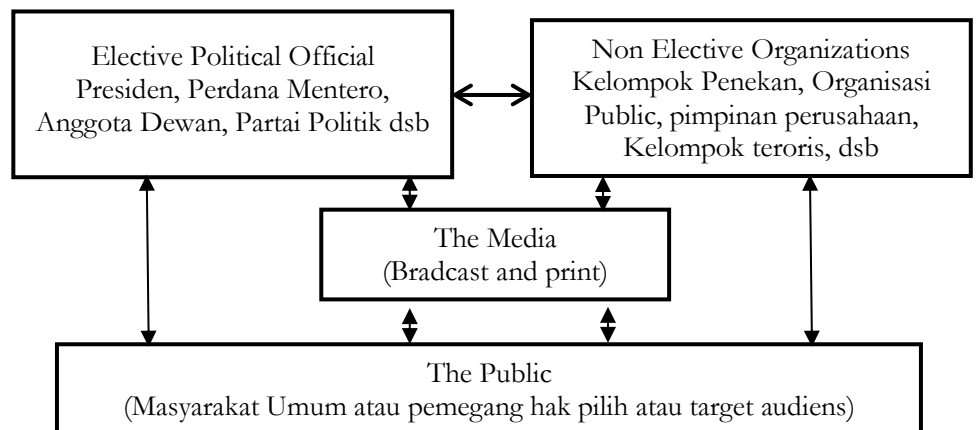 Elective Political Official
Presiden, Perdana Mentero,
Anggota Dewan, Partai Politik dsb
Non Elective Organizations
Kelompok Penekan, Organisasi
Public, pimpinan perusahaan,
Kelompok teroris, dsb
The Media
(Bradcast and print)
The Public
(Masyarakat Umum atau pemegang hak pilih atau target audiens)